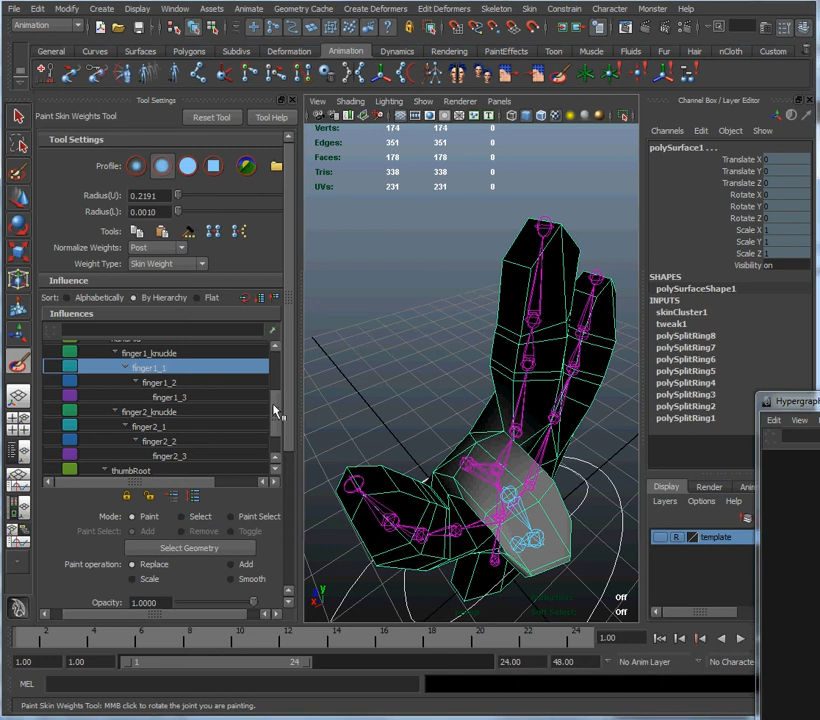 File Edit Modify Create Display Window Assets Animate Geometry Cache Create Deformers Edit Deformers Skeleton Skin Constrain Character Muscle Help
Animation
General Curves Surfaces Polygons Subdivs Deformation Animation Dynamics Rendering PaintEffects Toon Muscle Fluids Fur Hair nCloth Custom
Tool Settings
Paint Skin Weights Tool Reset Tool Tool Help
Tool Settings
Profile:
Radius(U): 0.2191
Radius(L): 0.0010
Tools:
Normalize Weights: Post
Weight Type: Skin Weight
Influence
Sort: Alphabetically By Hierarchy Flat
Influences
finger1_knuckle
finger1_1
finger1_2
finger1_3
finger2_knuckle
finger2_1
finger2_2
finger2_3
thumbRoot
Mode: Paint Select Paint Select
Paint Select: Add Remove Toggle
Select Geometry
Paint operation: Replace Add
Scale Smooth
Opacity: 1.0000
View Shading Lighting Show Renderer Panels
Verts: 174 174 0
Edges: 351 351 0
Faces: 178 178 0
Tris: 338 338 0
UVs: 231 231 0
Off
Off
Channel Box / Layer Editor
Channels Edit Object Show
polySurface1 . . .
Translate X 0
Translate Y 0
Translate Z 0
Rotate X 0
Rotate Y 0
Rotate Z 0
Scale X 1
Scale Y 1
Scale Z 1
Visibility on
SHAPES
polySurfaceShape1
INPUTS
skinCluster1
tweak1
polySplitRing8
polySplitRing7
polySplitRing6
polySplitRing5
polySplitRing4
polySplitRing3
polySplitRing2
polySplitRing1
Hypergraph
Edit View
Display Render Anim
Layers Options Help
R template
2 4 6 8 10 12 14 16 18 20 22 24 1.00
1.00 1.00 1 24 24.00 48.00 No Anim Layer
MEL
Paint Skin Weights Tool: MMB click to rotate the joint you are painting.